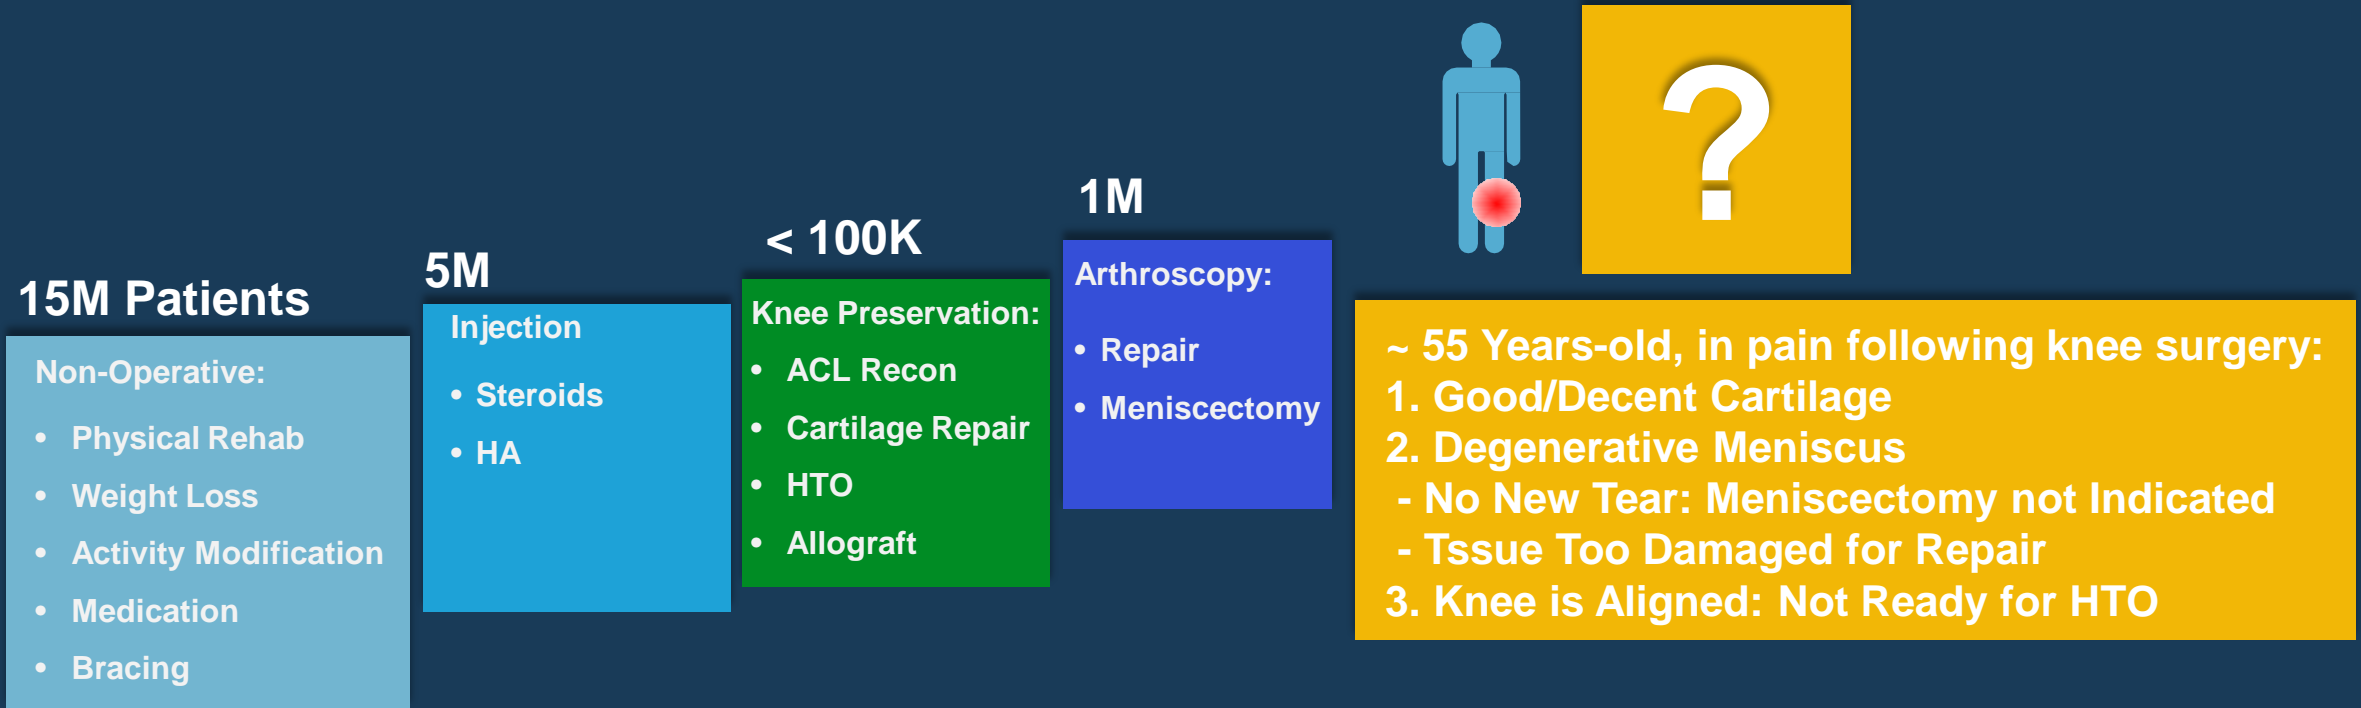 15M Patients
Non-Operative:
• Physical Rehab
• Weight Loss
• Activity Modification
• Medication
• Bracing
5M
Injection
• Steroids
• HA
< 100K
Knee Preservation:
• ACL Recon
• Cartilage Repair
• HTO
• Allograft
1M
Arthroscopy:
• Repair
• Meniscectomy
?
~ 55 Years-old, in pain following knee surgery:
1. Good/Decent Cartilage
2. Degenerative Meniscus
- No New Tear: Meniscectomy not Indicated
- Tssue Too Damaged for Repair
3. Knee is Aligned: Not Ready for HTO